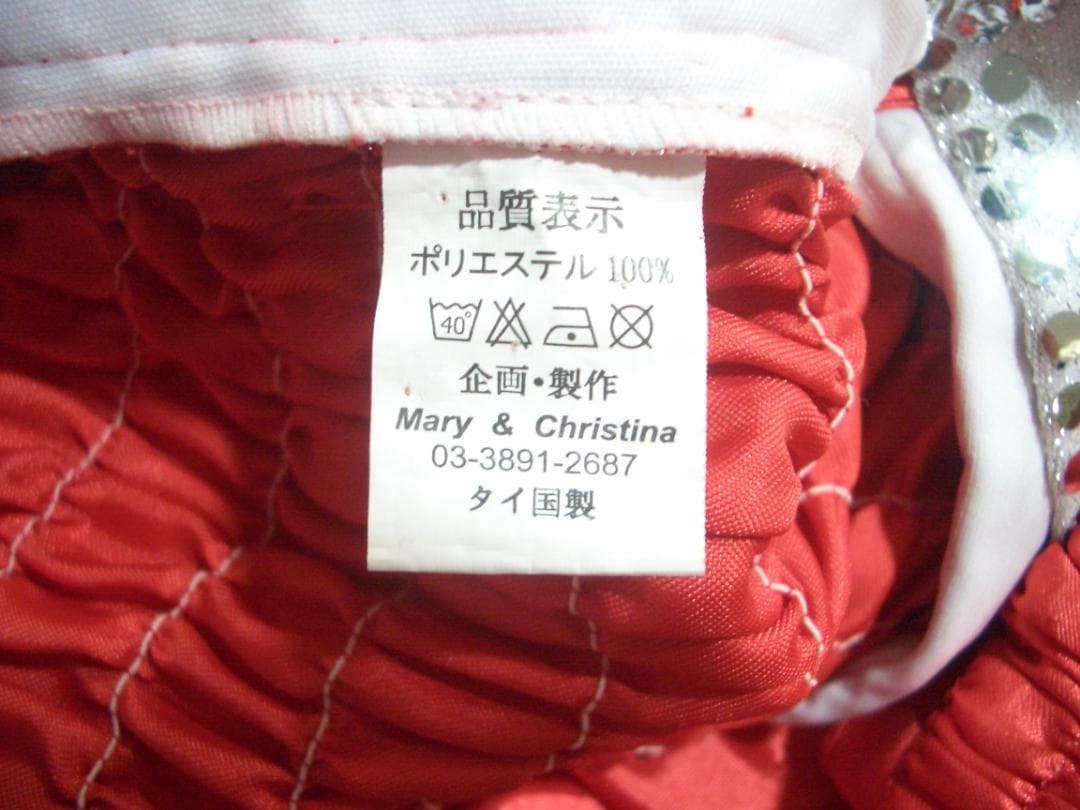 品質表示
ポリエステル 100%
40°
企画・製作
Mary & Christina
03-3891-2687
タイ国製